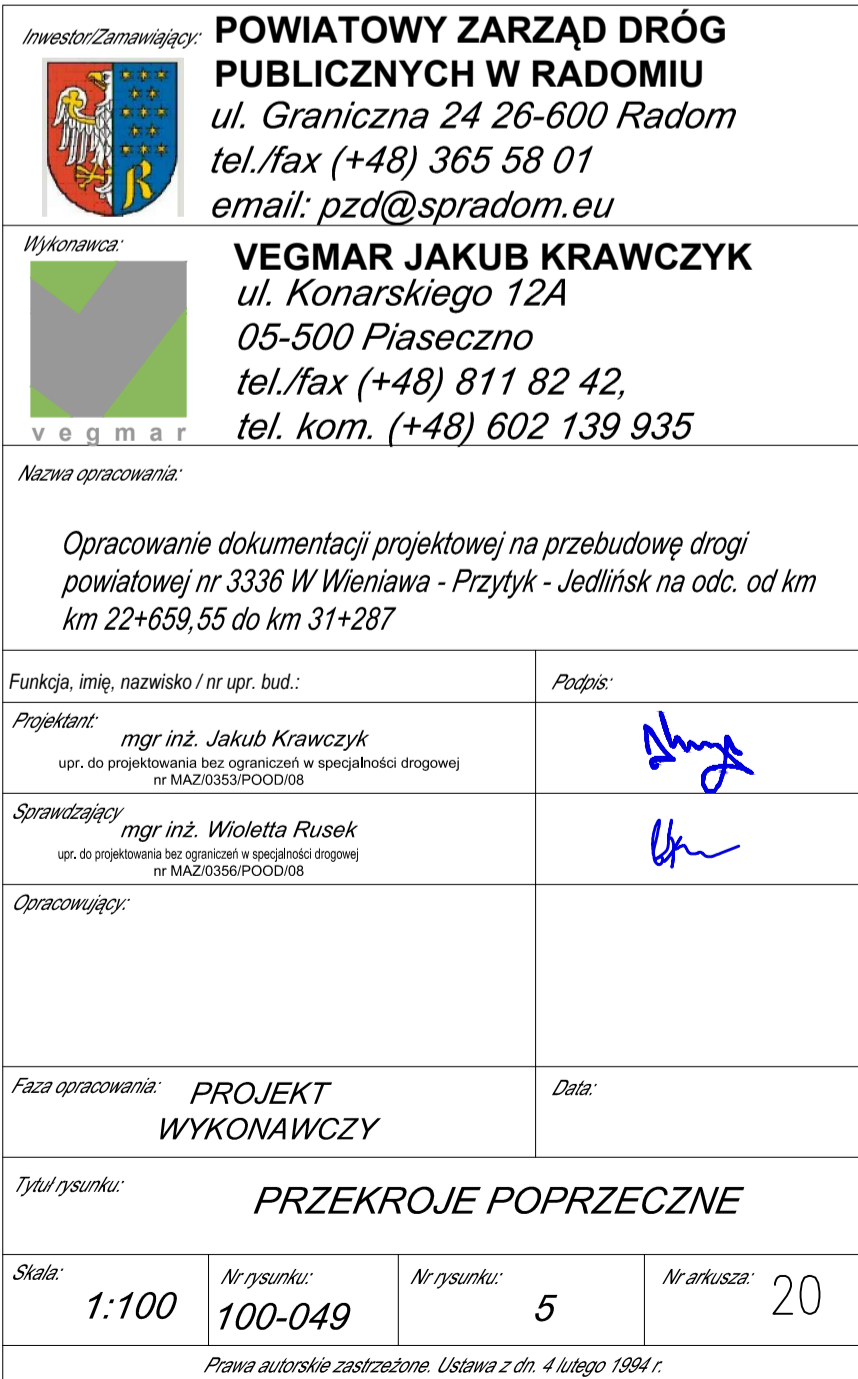 Inwestor/Zamawiający: POWIATOWY ZARZĄD DRÓG
PUBLICZNYCH W RADOMIU
ul. Graniczna 24 26-600 Radom
tel./fax (+48) 365 58 01
email: pzd@spradom.eu
R
Wykonawca: VEGMAR JAKUB KRAWCZYK
ul. Konarskiego 12A
05-500 Piaseczno
tel./fax (+48) 811 82 42,
tel. kom. (+48) 602 139 935
vegmar
Nazwa opracowania:
Opracowanie dokumentacji projektowej na przebudowę drogi
powiatowej nr 3336 W Wieniawa - Przytyk - Jedlińsk na odc. od km
km 22+659,55 do km 31+287
Funkcja, imię, nazwisko / nr upr. bud.: Podpis:
Projektant:
mgr inż. Jakub Krawczyk
upr. do projektowania bez ograniczeń w specjalności drogowej
nr MAZ/0353/POOD/08
Sprawdzający
mgr inż. Wioletta Rusek
upr. do projektowania bez ograniczeń w specjalności drogowej
nr MAZ/0356/POOD/08
Opracowujący:
Faza opracowania: PROJEKT
WYKONAWCZY
Data:
Tytuł rysunku: PRZEKROJE POPRZECZNE
Skala: 1:100
Nr rysunku: 100-049
Nr rysunku: 5
Nr arkusza: 20
Prawa autorskie zastrzeżone. Ustawa z dn. 4 lutego 1994 r.